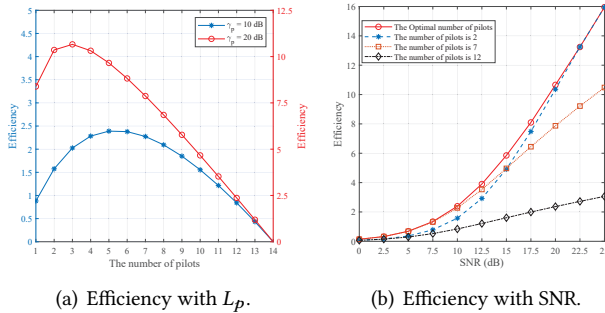 5
4.5
4
3.5
3
2.5
2
1.5
1
0.5
0
Efficiency
1 2 3 4 5 6 7 8 9 10 11 12 13 14
The number of pilots
12.5
10
7.5
5
2.5
0
Efficiency
γp = 10 dB
γp = 20 dB
(a) Efficiency with Lp.
16
14
12
10
8
6
4
2
0
Efficiency
0 2.5 5 7.5 10 12.5 15 17.5 20 22.5 25
SNR (dB)
The Optimal number of pilots
The number of pilots is 2
The number of pilots is 7
The number of pilots is 12
(b) Efficiency with SNR.